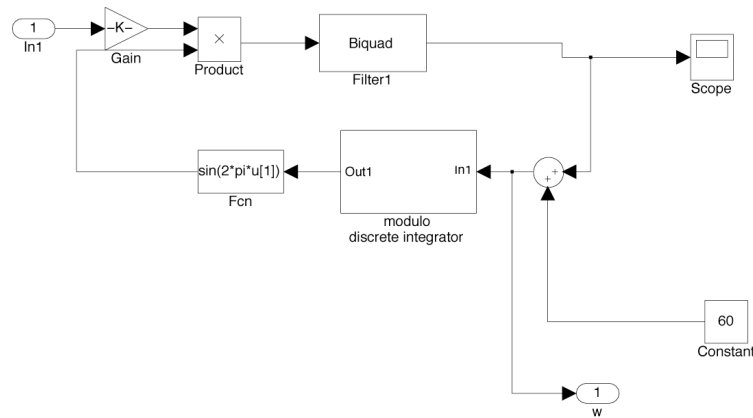 1
In1
-K-
Gain
×
Product
Biquad
Filter1
Scope
sin(2*pi*u[1])
Fcn
Out1
In1
modulo
discrete integrator
+
+
60
Constant
1
w